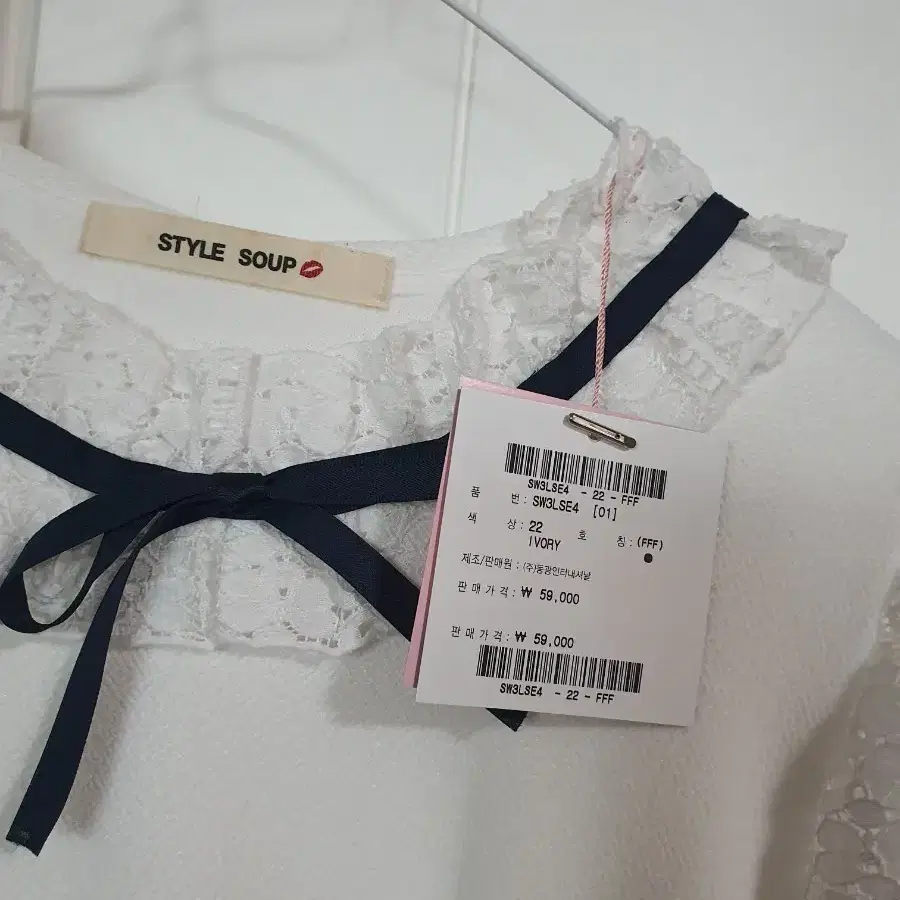 STYLE SOUP
SW3LSE4 - 22 - FFF
품 번 : SW3LSE4 [01]
색 상 : 22 호 칭 : (FFF)
IVORY
제조/판매원 : (주)동광인터내셔날
판 매 가 격 : ₩ 59,000
판 매 가 격 : ₩ 59,000
SW3LSE4 - 22 - FFF